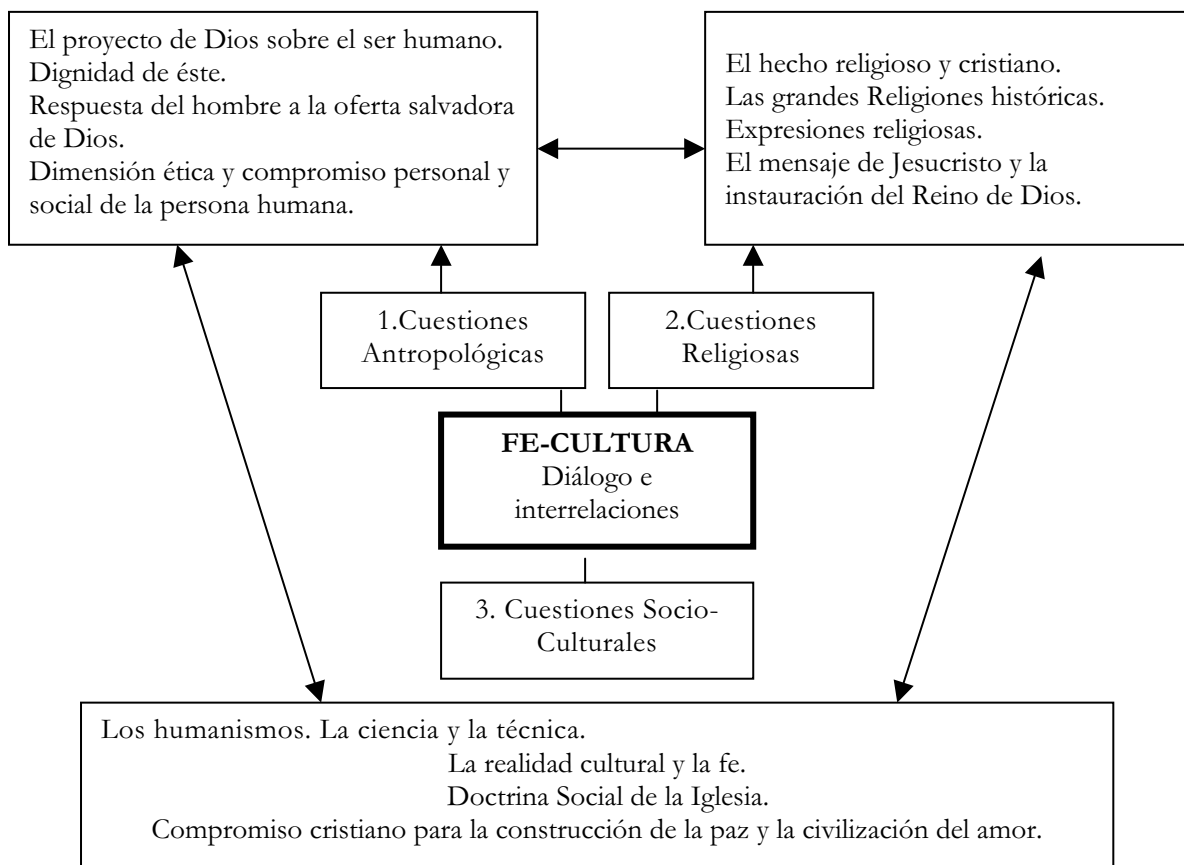 El proyecto de Dios sobre el ser humano.
Dignidad de éste.
Respuesta del hombre a la oferta salvadora
de Dios.
Dimensión ética y compromiso personal y
social de la persona humana.
El hecho religioso y cristiano.
Las grandes Religiones históricas.
Expresiones religiosas.
El mensaje de Jesucristo y la
instauración del Reino de Dios.
1.Cuestiones
Antropológicas
2.Cuestiones
Religiosas
FE-CULTURA
Diálogo e
interrelaciones
3. Cuestiones Socio-
Culturales
Los humanismos. La ciencia y la técnica.
La realidad cultural y la fe.
Doctrina Social de la Iglesia.
Compromiso cristiano para la construcción de la paz y la civilización del amor.